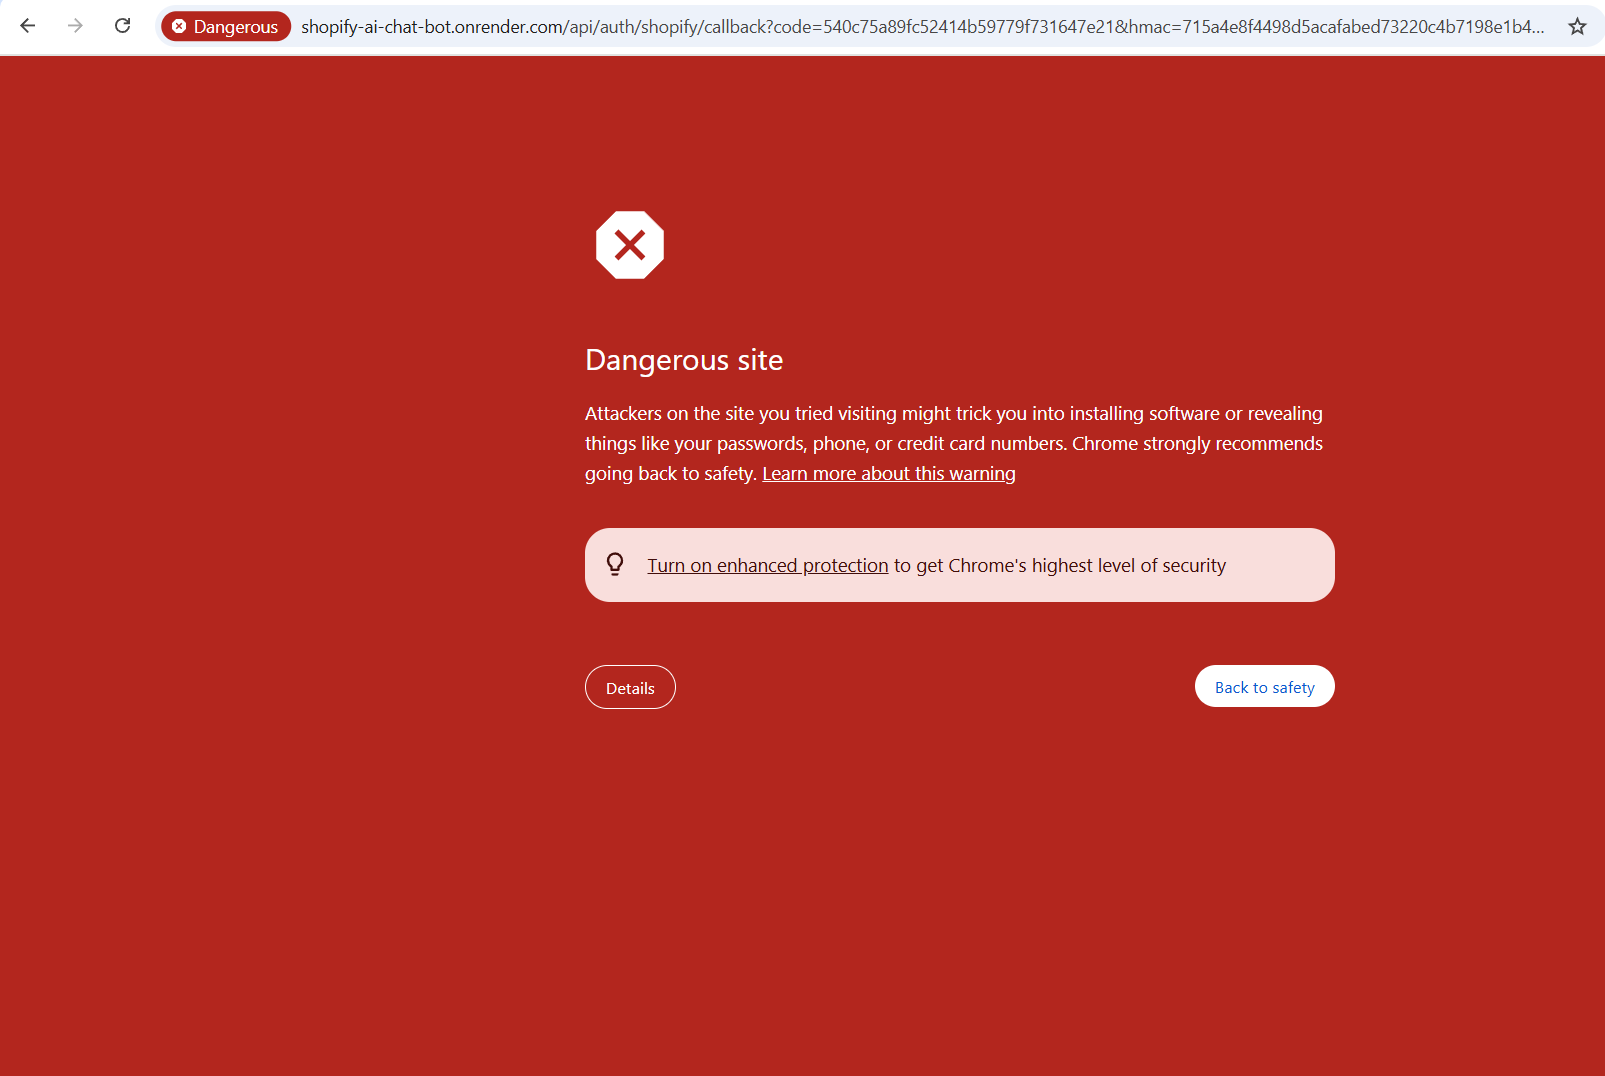 Dangerous shopify-ai-chat-bot.onrender.com/api/auth/shopify/callback?code=540c75a89fc52414b59779f731647e21&hmac=715a4e8f4498d5acafabed73220c4b7198e1b4...
Dangerous site
Attackers on the site you tried visiting might trick you into installing software or revealing
things like your passwords, phone, or credit card numbers. Chrome strongly recommends
going back to safety. Learn more about this warning
Turn on enhanced protection to get Chrome's highest level of security
Details
Back to safety